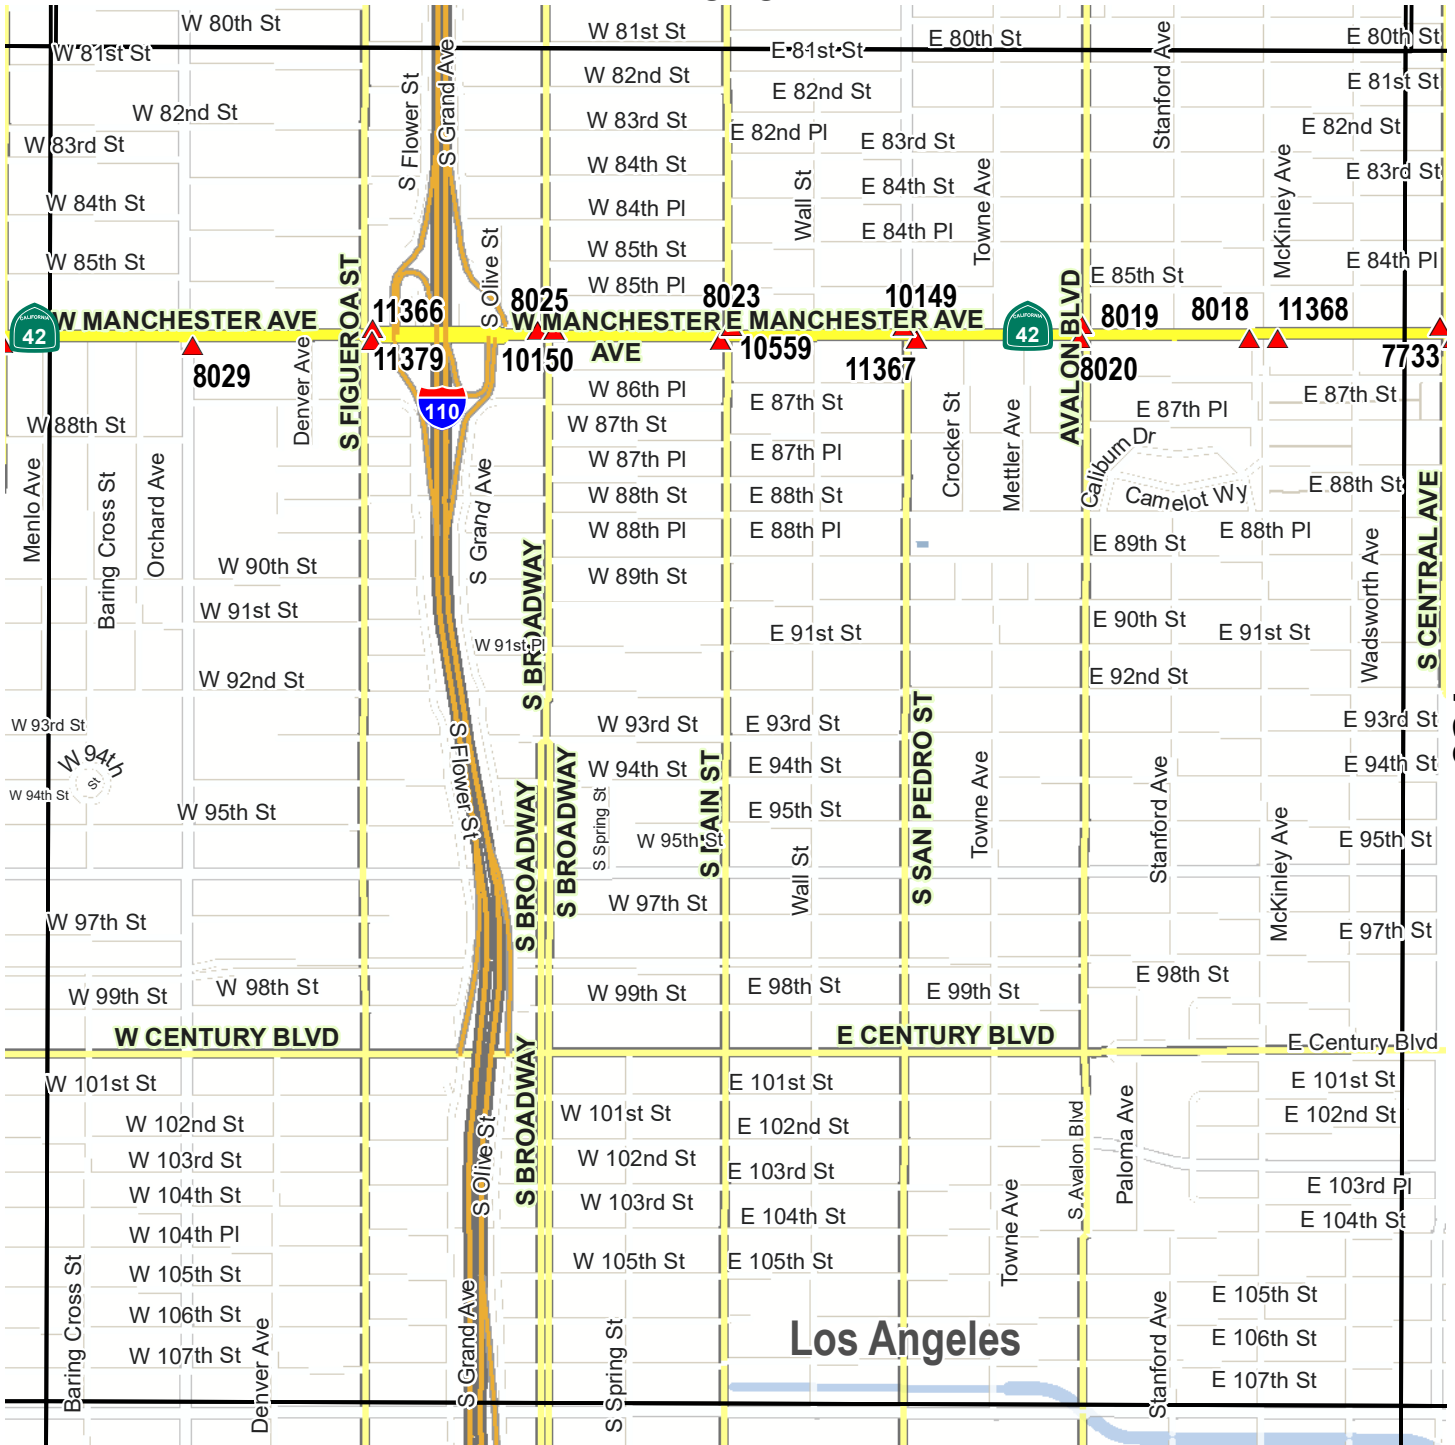 W 80th St
W 81st St
E 80th St
E 80th St
W 81st St
E 81st St
S Grand Ave
Stanford Ave
W 82nd St
E 81st St
E 82nd St
S Flower St
W 82nd St
W 83rd St
E 82nd Pl
E 82nd St
W 83rd St
E 83rd St
W 84th St
E 83rd St
E 84th St
Wall St
Towne Ave
McKinley Ave
W 84th St
W 84th Pl
E 84th Pl
W 85th St
W 85th St
E 84th Pl
S Olive St
E 85th St
W 85th Pl
S FIGUEROA ST
AVALON BLVD
11366
8025
8023
10149
8019
8018
11368
CALIFORNIA
42
W MANCHESTER AVE
W MANCHESTER
AVE
E MANCHESTER AVE
CALIFORNIA
42
8029
11379
10150
10559
11367
8020
7733
Denver Ave
110
W 86th Pl
E 87th St
E 87th Pl
E 87th St
W 88th St
W 87th St
Crocker St
Mettler Ave
Caliburn Dr
W 87th Pl
E 87th Pl
Menlo Ave
Baring Cross St
Orchard Ave
S Grand Ave
W 88th St
E 88th St
Camelot Wy
E 88th St
S CENTRAL AVE
W 88th Pl
E 88th Pl
E 89th St
E 88th Pl
W 90th St
W 89th St
Wadsworth Ave
W 91st St
S BROADWAY
E 91st St
E 90th St
E 91st St
W 91st Pl
W 92nd St
E 92nd St
W 93rd St
W 93rd St
E 93rd St
E 93rd St
S Flower St
W 94th
St
W 94th St
W 94th St
E 94th St
E 94th St
S BROADWAY
S BROADWAY
S Spring St
S MAIN ST
S SAN PEDRO ST
Towne Ave
Stanford Ave
W 95th St
W 95th St
E 95th St
E 95th St
Wall St
McKinley Ave
W 97th St
W 97th St
E 97th St
W 99th St
W 98th St
W 99th St
E 98th St
E 99th St
E 98th St
W CENTURY BLVD
E CENTURY BLVD
E Century Blvd
S BROADWAY
W 101st St
E 101st St
E 101st St
W 102nd St
W 101st St
E 102nd St
E 102nd St
S Avalon Blvd
Paloma Ave
W 103rd St
S Olive St
W 102nd St
E 103rd St
W 104th St
W 103rd St
E 103rd Pl
W 104th Pl
E 104th St
E 104th St
Towne Ave
W 105th St
W 105th St
E 105th St
E 105th St
Baring Cross St
W 106th St
S Grand Ave
S Spring St
Los Angeles
E 106th St
W 107th St
Denver Ave
Stanford Ave
E 107th St